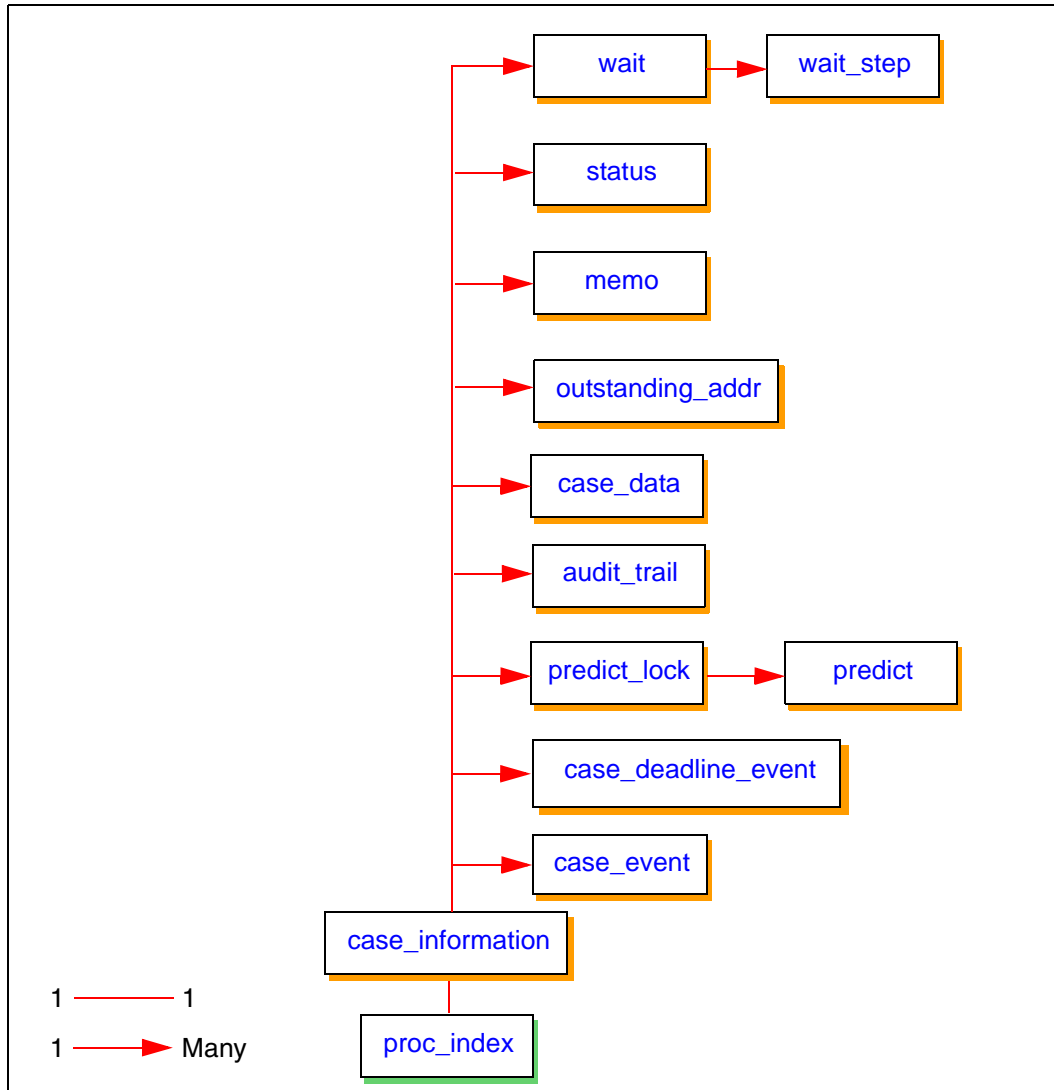 wait
wait_step
status
memo
outstanding_addr
case_data
audit_trail
predict_lock
predict
case_deadline_event
case_event
case_information
1 1
proc_index
1 Many